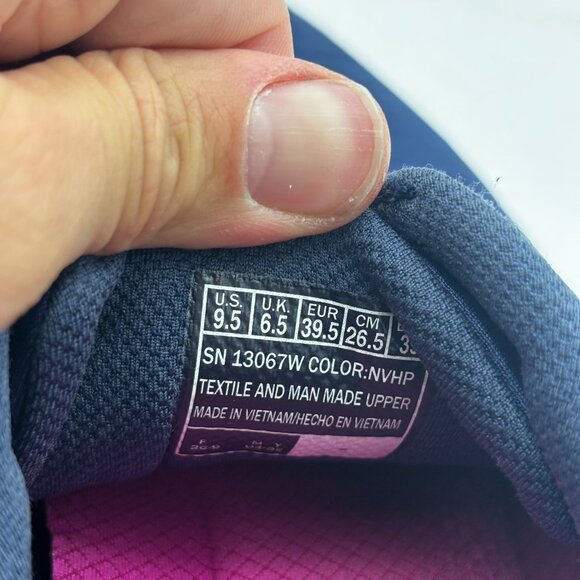 U.S. U.K. EUR CM
9.5 6.5 39.5 26.5
SN 13067W COLOR:NVHP
TEXTILE AND MAN MADE UPPER
MADE IN VIETNAM/HECHO EN VIETNAM